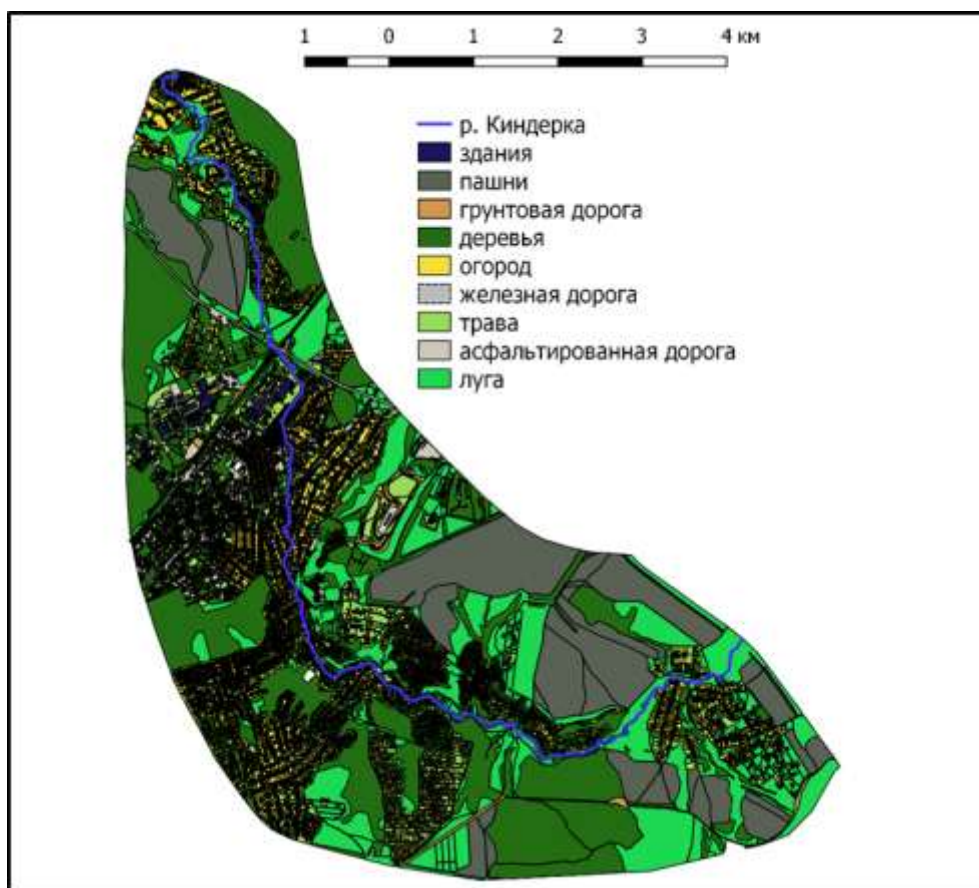 1 0 1 2 3 4 км
р. Киндерка
здания
пашни
грунтовая дорога
деревья
огород
железная дорога
трава
асфальтированная дорога
луга